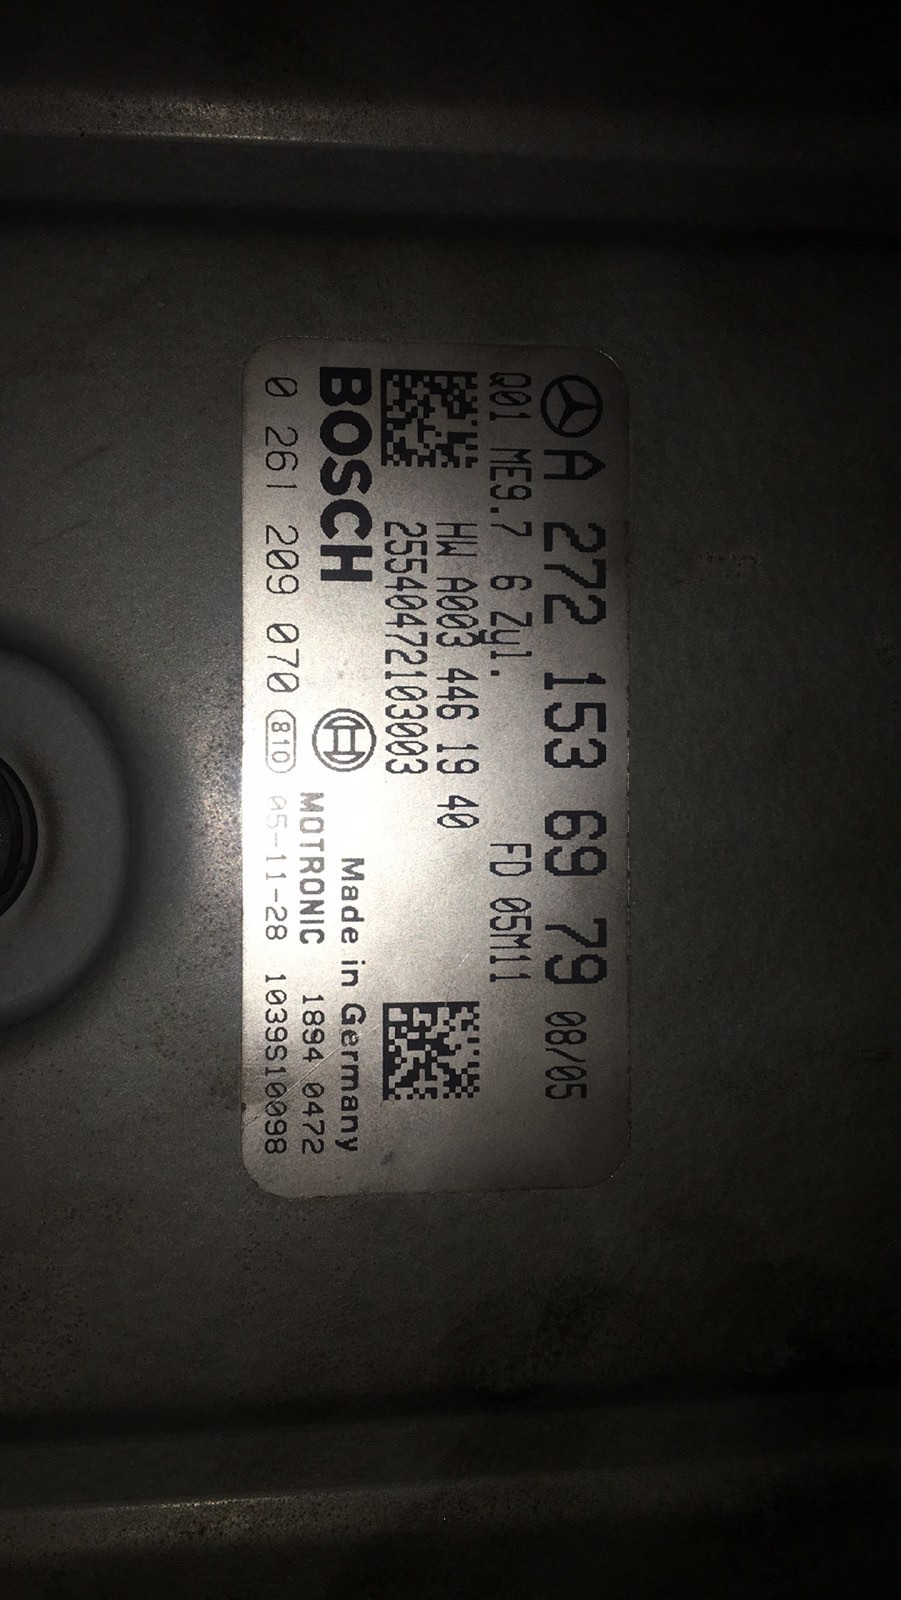 A 272 153 69 79 08/05
Q01 ME9.7 6 Zyl. FD 05M11
HW A003 446 19 40
25540472103003
BOSCH Made in Germany
MOTRONIC 1894 0472
0 261 209 070 810 05-11-28 1039S10098